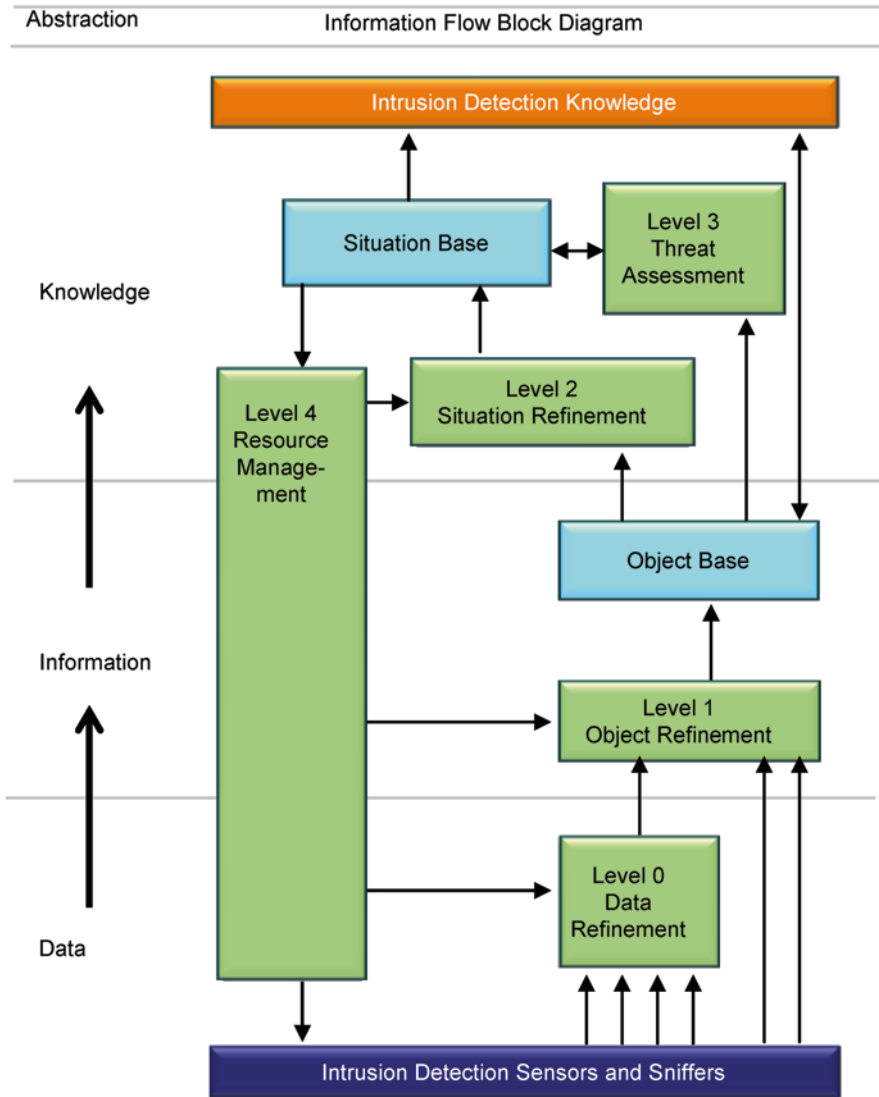 Abstraction
Information Flow Block Diagram
Intrusion Detection Knowledge
Situation Base
Level 3
Threat
Assessment
Knowledge
Level 2
Situation Refinement
Level 4
Resource
Manage-
ment
Object Base
Information
Level 1
Object Refinement
Level 0
Data
Refinement
Data
Intrusion Detection Sensors and Sniffers